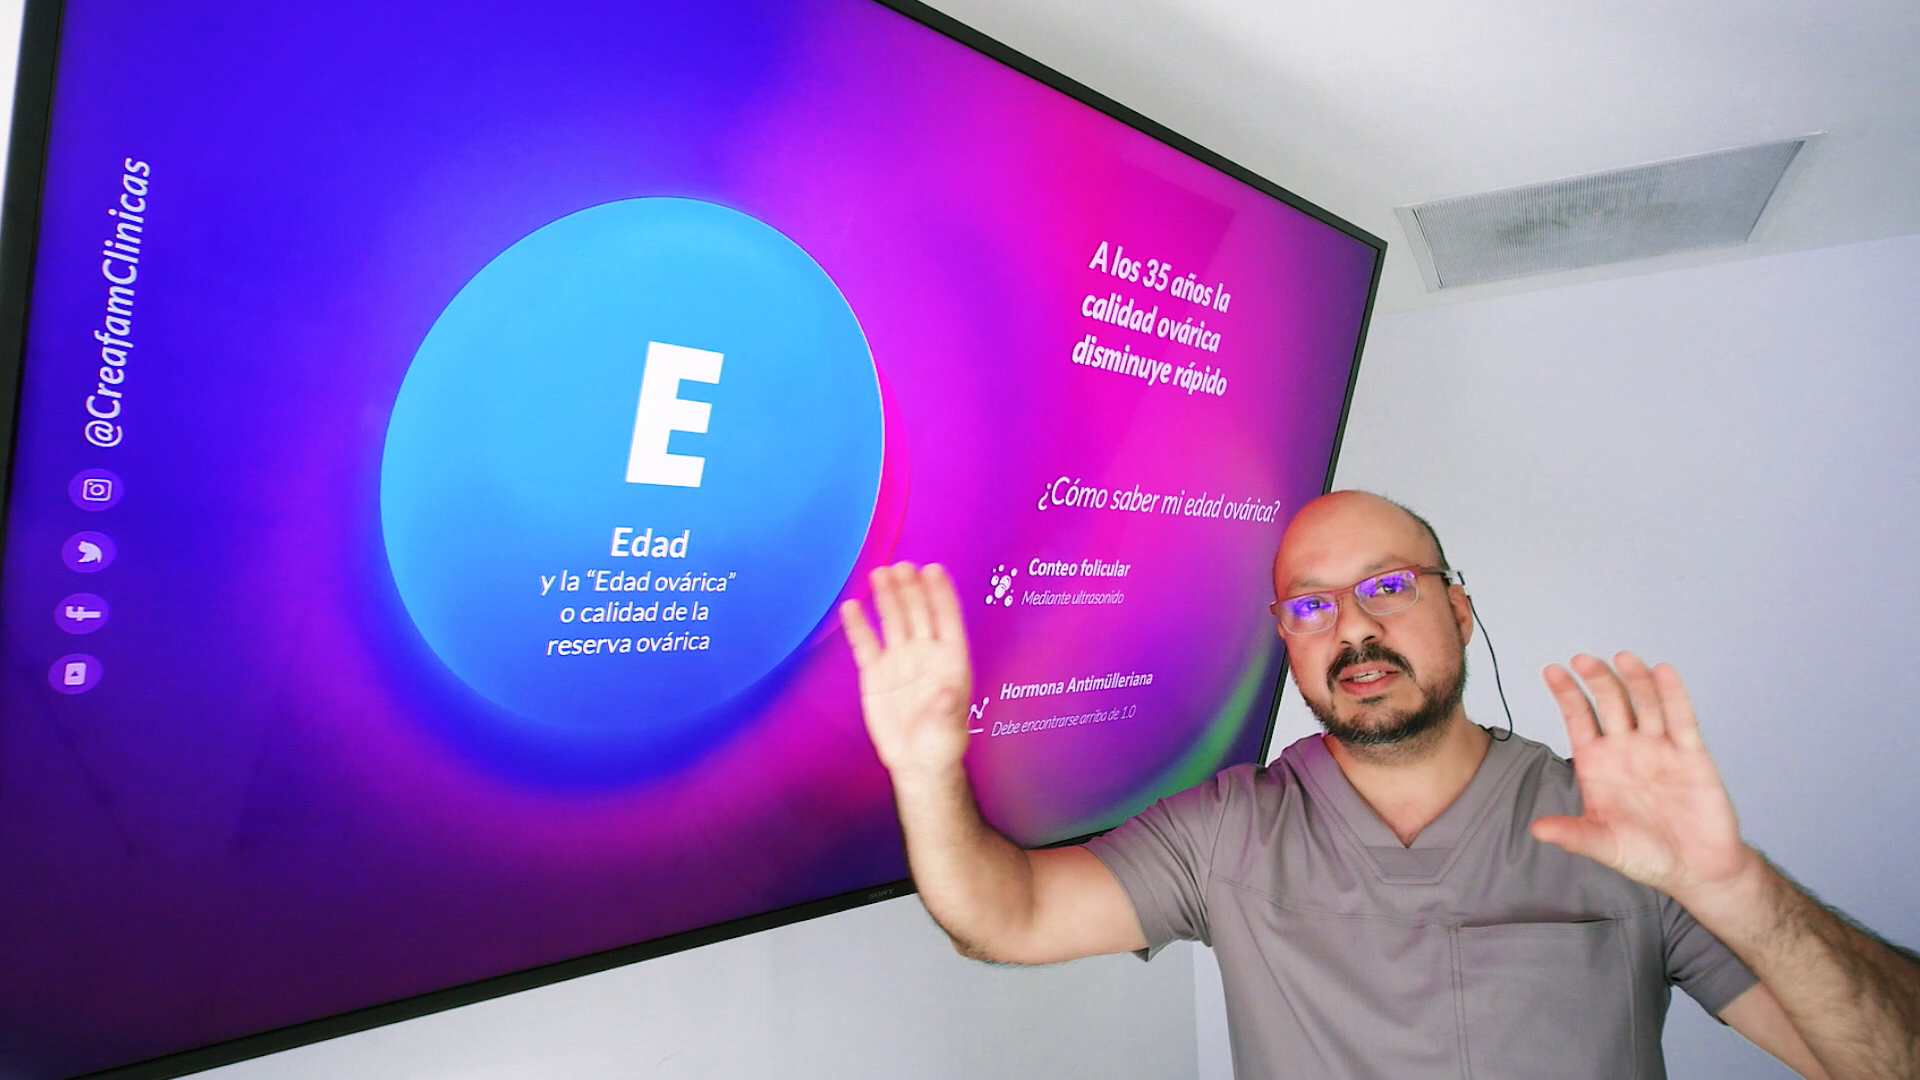 @CreafamClinicas
E
Edad
y la “Edad ovárica”
o calidad de la
reserva ovárica
A los 35 años la
calidad ovárica
disminuye rápido
¿Cómo saber mi edad ovárica?
Conteo folicular
Mediante ultrasonido
Hormona Antimülleriana
Debe encontrarse arriba de 1.0
SONY